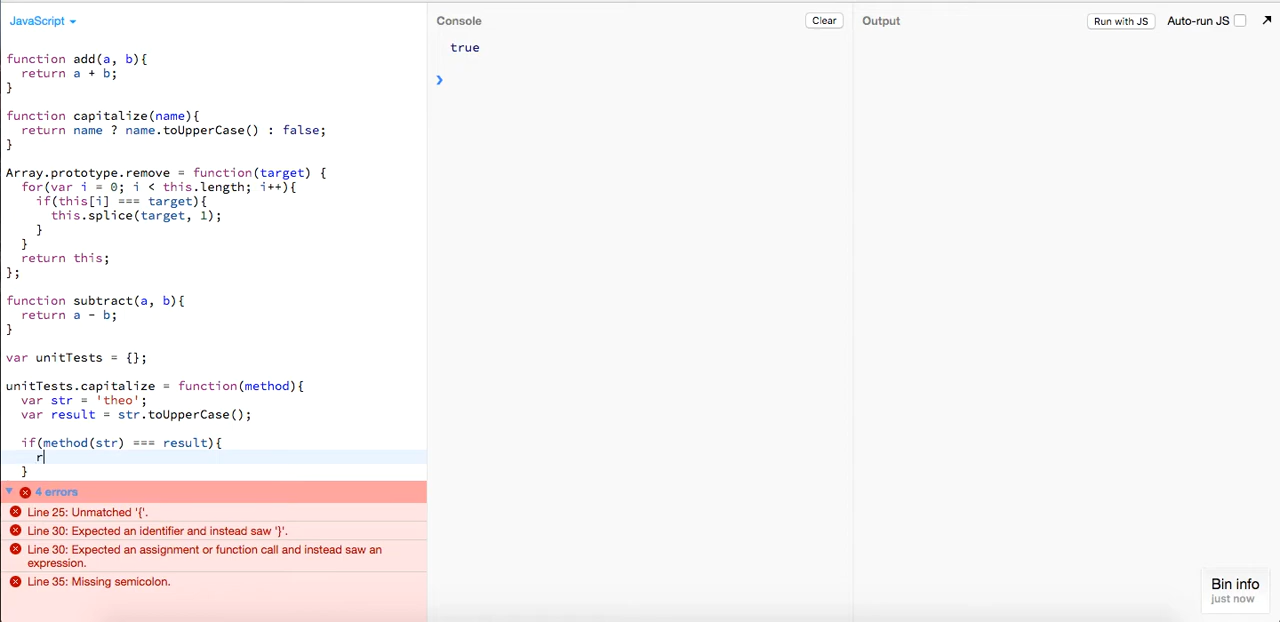 JavaScript
Console
Clear
Output
Run with JS
Auto-run JS
function add(a, b){
return a + b;
}
function capitalize(name){
return name ? name.toUpperCase() : false;
}
Array.prototype.remove = function(target) {
for(var i = 0; i < this.length; i++){
if(this[i] === target){
this.splice(target, 1);
}
}
return this;
};
function subtract(a, b){
return a - b;
}
var unitTests = {};
unitTests.capitalize = function(method){
var str = 'theo';
var result = str.toUpperCase();
if(method(str) === result){
r
}
4 errors
Line 25: Unmatched '{'.
Line 30: Expected an identifier and instead saw '}'.
Line 30: Expected an assignment or function call and instead saw an
expression.
Line 35: Missing semicolon.
true
Bin info
just now